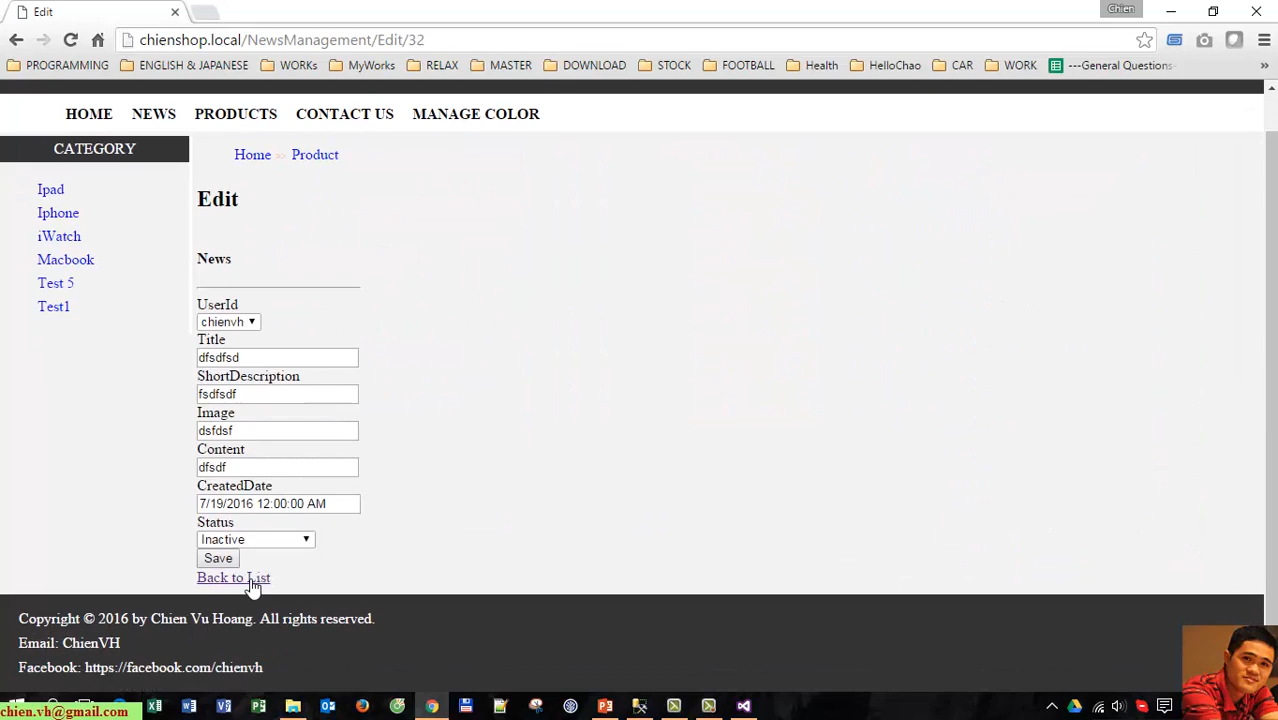 Edit
Chien
chienshop.local/NewsManagement/Edit/32
PROGRAMMING ENGLISH & JAPANESE WORKs MyWorks RELAX MASTER DOWNLOAD STOCK FOOTBALL Health HelloChao CAR WORK ---General Questions-
HOME NEWS PRODUCTS CONTACT US MANAGE COLOR
CATEGORY
Home >> Product
Ipad
Iphone
iWatch
Macbook
Test 5
Test1
Edit
News
UserId
chienvh
Title
dfsdfsd
ShortDescription
fsdfsdf
Image
dsfdsf
Content
dfsdf
CreatedDate
7/19/2016 12:00:00 AM
Status
Inactive
Save
Back to List
Copyright © 2016 by Chien Vu Hoang. All rights reserved.
Email: ChienVH
Facebook: https://facebook.com/chienvh
chien.vh@gmail.com